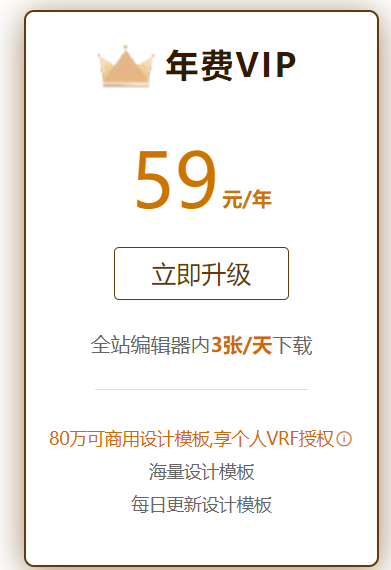 年费VIP
59元/年
立即升级
全站编辑器内3张/天下载
80万可商用设计模板,享个人VRF授权
海量设计模板
每日更新设计模板